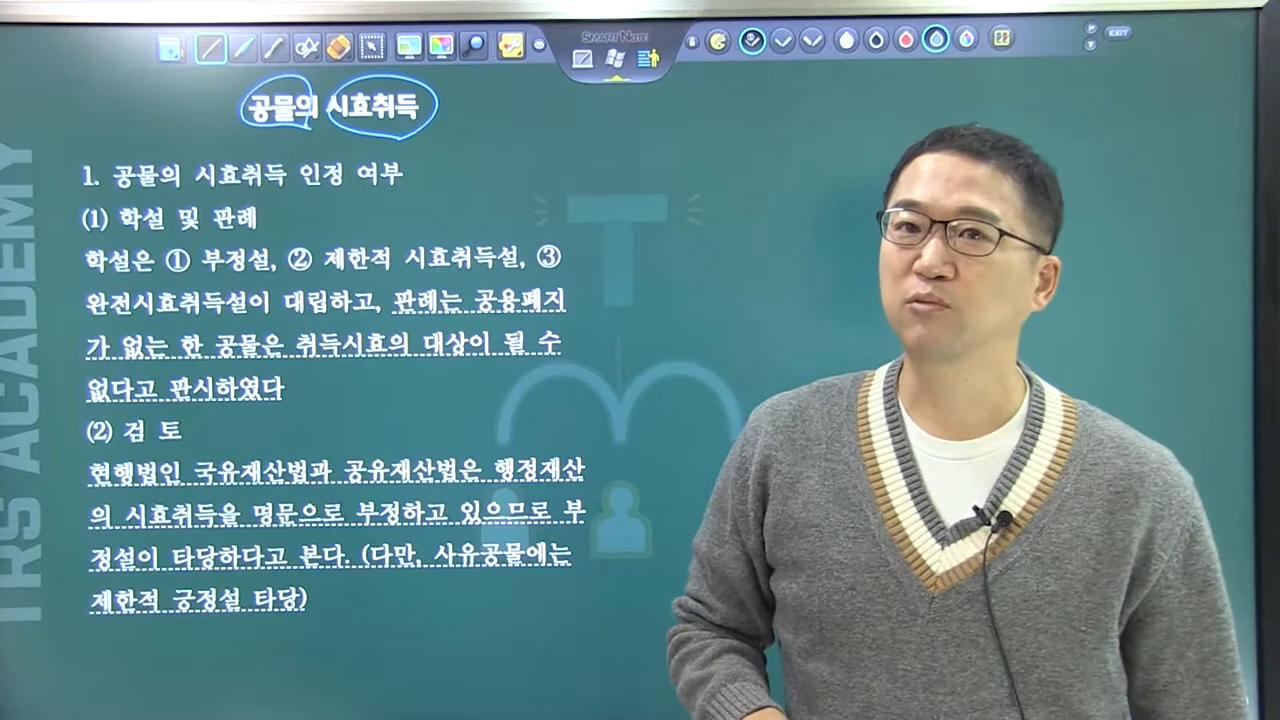 SMART NOTE
EXIT
공물의 시효취득
1. 공물의 시효취득 인정 여부
(1) 학설 및 판례
학설은 ① 부정설, ② 제한적 시효취득설, ③
완전시효취득설이 대립하고, 판례는 공용폐지
가 없는 한 공물은 취득시효의 대상이 될 수
없다고 판시하였다
(2) 검 토
현행법인 국유재산법과 공유재산법은 행정재산
의 시효취득을 명문으로 부정하고 있으므로 부
정설이 타당하다고 본다. (다만, 사유공물에는
제한적 긍정설 타당)
TRS ACADEMY